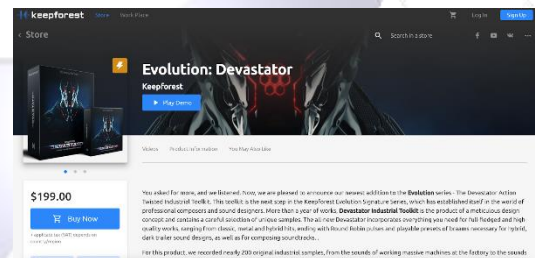 keepforest Store Log In Sign Up
‹ Store Search in a store
Evolution: Devastator
Keepforest
Play Demo
Videos Product Information You May Also Like
$199.00
Buy Now
+ applicable tax (VAT) depends on
country/region
You asked for more, and we listened. Now, we are pleased to announce our newest addition to the Evolution series - The Devastator Action
Twisted Industrial Toolkit. This toolkit is the next step in the Keepforest Evolution Signature Series, which has established itself in the world of
professional composers and sound designers. More than a year of works. Devastator Industrial Toolkit is the product of a meticulous design
concept and contains a careful selection of unique samples. The all new Devastator incorporates everything you need for full-fledged and high
quality works, ranging from classic, metal and hybrid hits, ending with Round Robin pulses and playable presets of braams necessary for hybrid,
dark trailer sound designs, as well as for composing soundtracks...
For this product, we recorded nearly 200 original industrial samples, from the sounds of working massive machines at the factory to the sounds